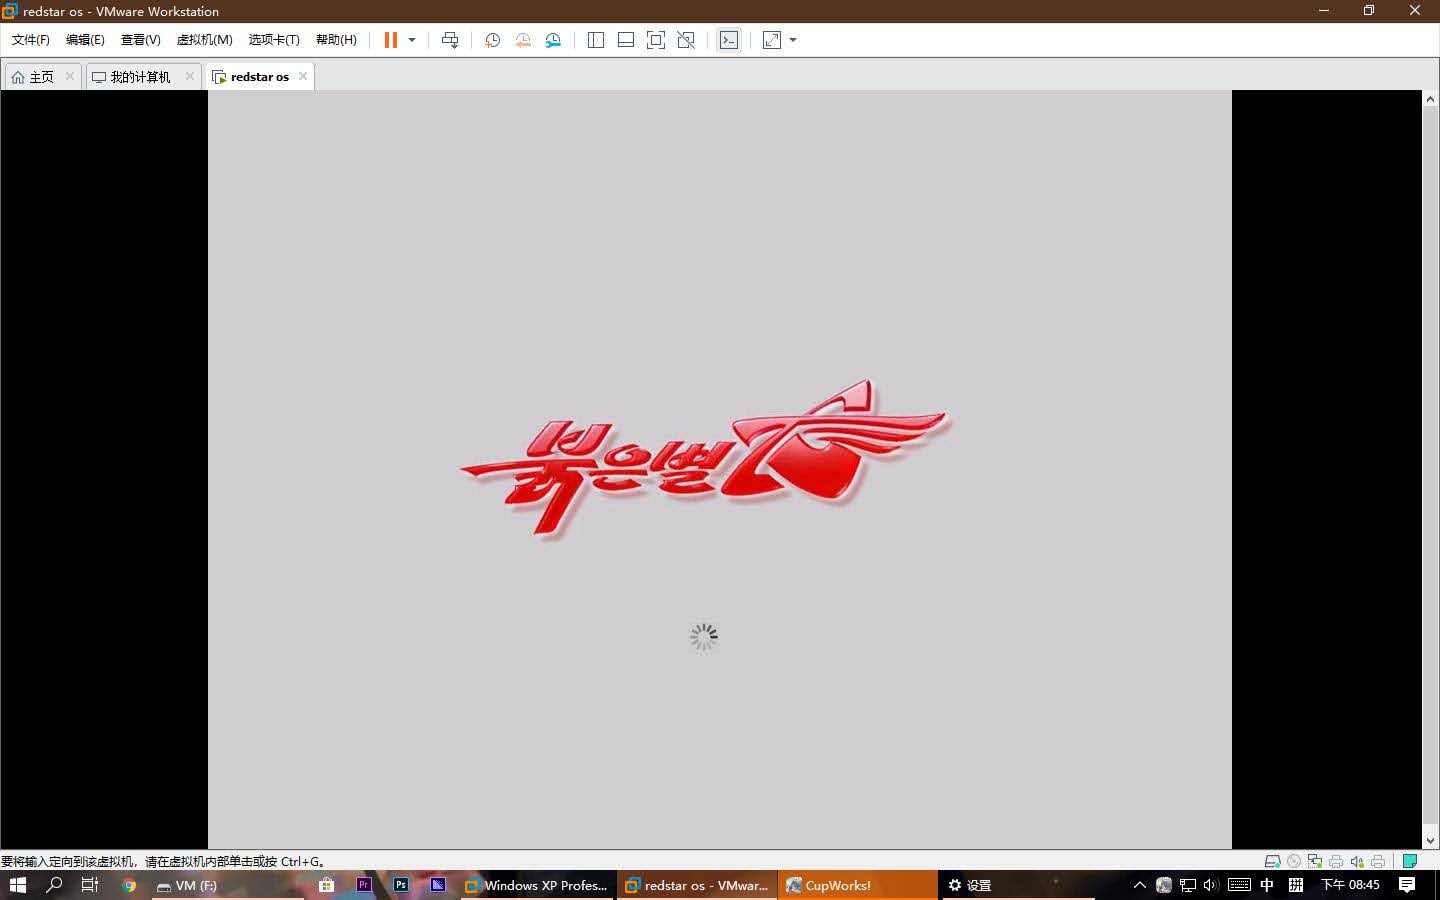 redstar os - VMware Workstation
文件(F) 编辑(E) 查看(V) 虚拟机(M) 选项卡(T) 帮助(H)
主页 我的计算机 redstar os
붉은별
要将输入定向到该虚拟机，请在虚拟机内部单击或按 Ctrl+G。
VM (F:) Pr Ps Windows XP Profes... redstar os - VMwar... CupWorks! 设置 中 拼 下午 08:45